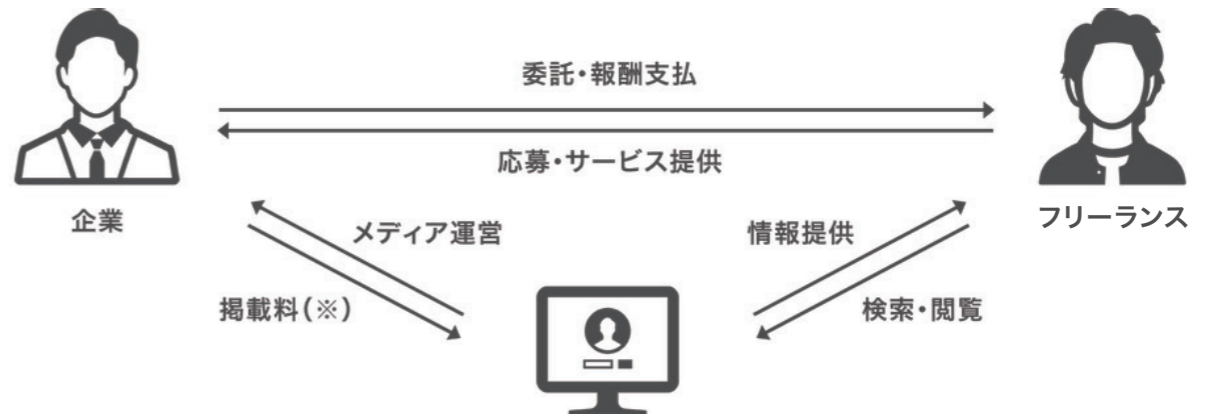 委託・報酬支払
応募・サービス提供
企業
フリーランス
メディア運営
情報提供
掲載料(※)
検索・閲覧